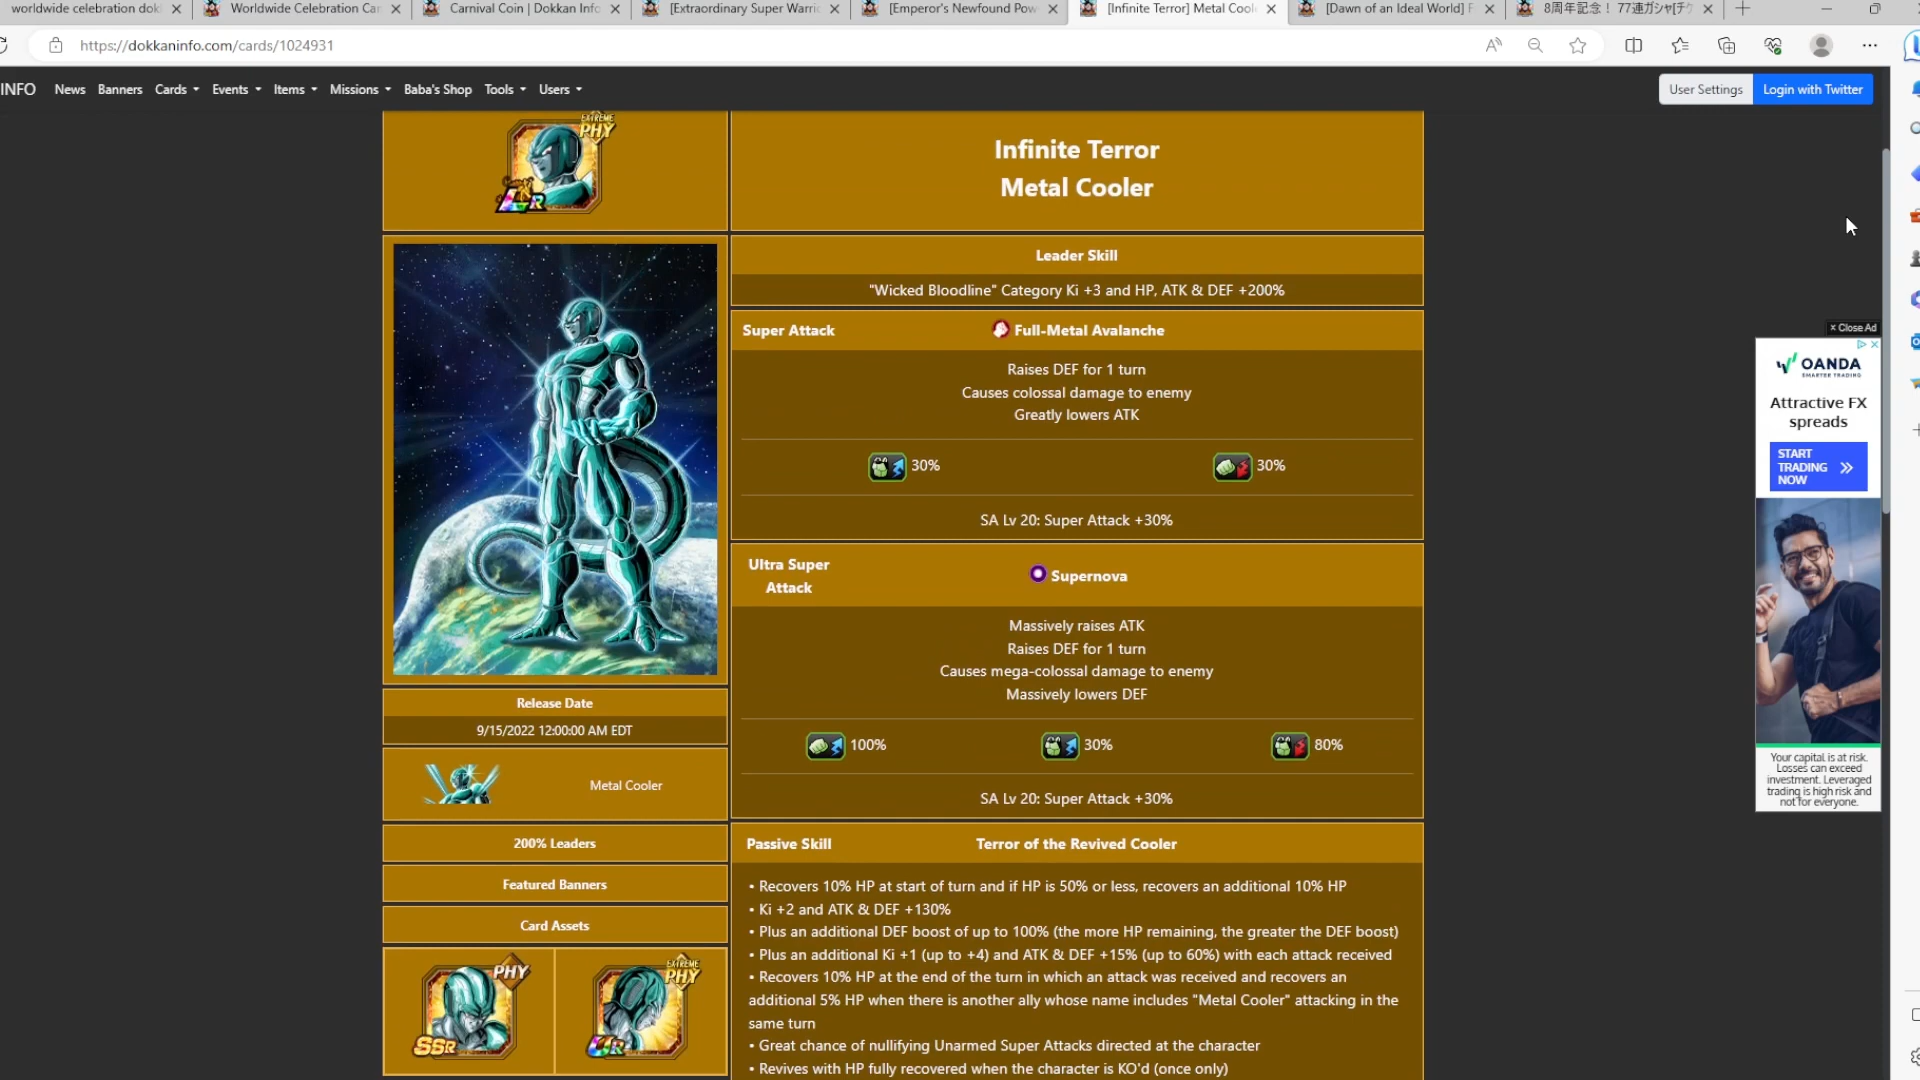 worldwide celebration dokl
Worldwide Celebration Car
Carnival Coin | Dokkan Info
[Extraordinary Super Warric
[Emperor's Newfound Pow
[Infinite Terror] Metal Coole
[Dawn of an Ideal World] F
8周年記念！ 77連ガシャ[チケ
https://dokkaninfo.com/cards/1024931
INFO News Banners Cards Events Items Missions Baba's Shop Tools Users
User Settings Login with Twitter
EXTREME
PHY
LR
Infinite Terror
Metal Cooler
Leader Skill
"Wicked Bloodline" Category Ki +3 and HP, ATK & DEF +200%
Super Attack Full-Metal Avalanche
Raises DEF for 1 turn
Causes colossal damage to enemy
Greatly lowers ATK
30% 30%
SA Lv 20: Super Attack +30%
Ultra Super
Attack
Supernova
Massively raises ATK
Raises DEF for 1 turn
Causes mega-colossal damage to enemy
Massively lowers DEF
100% 30% 80%
SA Lv 20: Super Attack +30%
Passive Skill Terror of the Revived Cooler
• Recovers 10% HP at start of turn and if HP is 50% or less, recovers an additional 10% HP
• Ki +2 and ATK & DEF +130%
• Plus an additional DEF boost of up to 100% (the more HP remaining, the greater the DEF boost)
• Plus an additional Ki +1 (up to +4) and ATK & DEF +15% (up to 60%) with each attack received
• Recovers 10% HP at the end of the turn in which an attack was received and recovers an
additional 5% HP when there is another ally whose name includes "Metal Cooler" attacking in the
same turn
• Great chance of nullifying Unarmed Super Attacks directed at the character
• Revives with HP fully recovered when the character is KO'd (once only)
Release Date
9/15/2022 12:00:00 AM EDT
Metal Cooler
200% Leaders
Featured Banners
Card Assets
PHY
SSR
EXTREME
PHY
UR
x Close Ad
OANDA
SMARTER TRADING
Attractive FX
spreads
START
TRADING
NOW
Your capital is at risk.
Losses can exceed
investment. Leveraged
trading is high risk and
not for everyone.